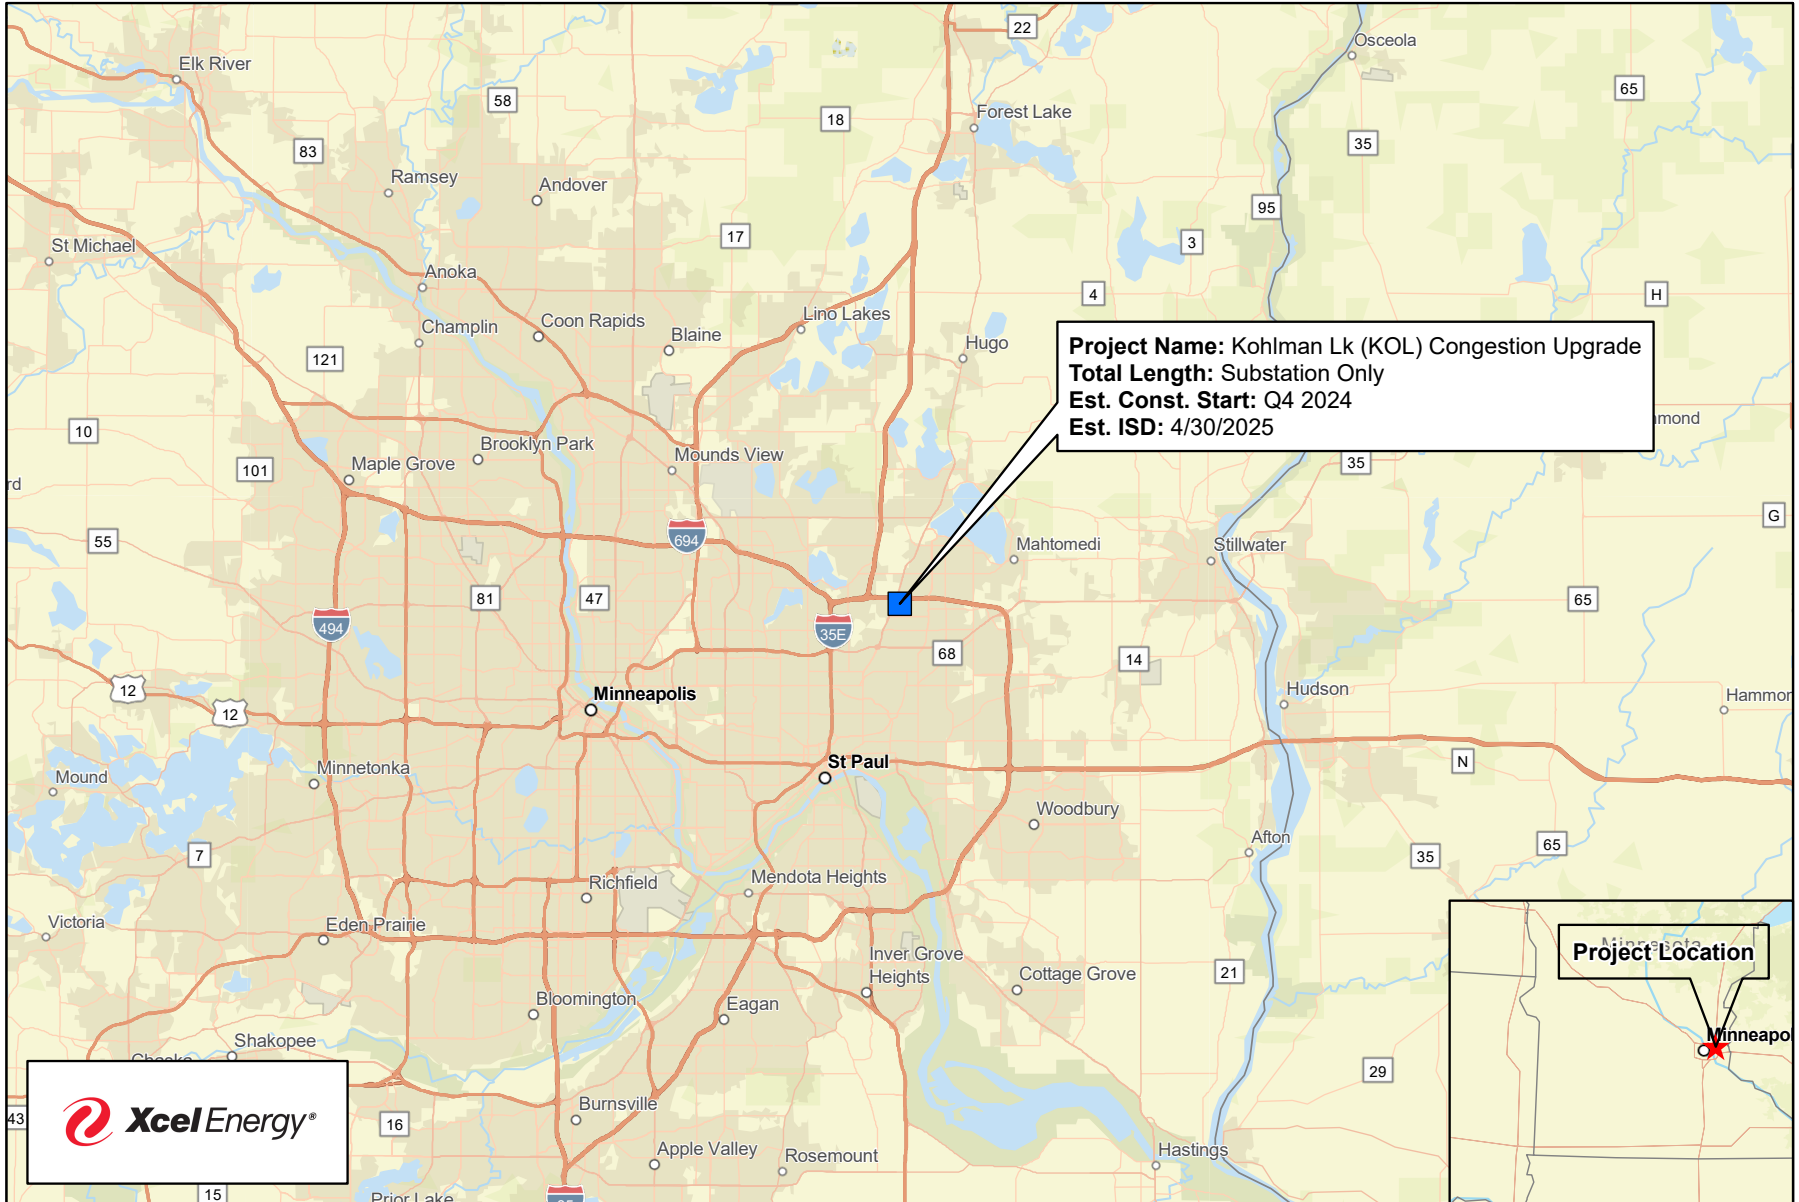 22
Osceola
Elk River
65
58
Forest Lake
18
35
83
Ramsey
Andover
95
17
3
St Michael
Anoka
4
H
Lino Lakes
Champlin
Coon Rapids
Blaine
Hugo
121
Project Name: Kohlman Lk (KOL) Congestion Upgrade
Total Length: Substation Only
Est. Const. Start: Q4 2024
Est. ISD: 4/30/2025
10
Brooklyn Park
Mounds View
101
Maple Grove
35
G
55
694
Mahtomedi
Stillwater
81
47
65
494
35E
68
14
12
Minneapolis
Hudson
12
Hammon
St Paul
N
Mound
Minnetonka
Woodbury
Afton
7
35
65
Richfield
Mendota Heights
Victoria
Eden Prairie
Inver Grove
Heights
Cottage Grove
21
Minnesota
Project Location
Bloomington
Eagan
Shakopee
Minneapol
29
Xcel Energy®
Burnsville
43
16
Apple Valley
Rosemount
Hastings
15
Prior Lake